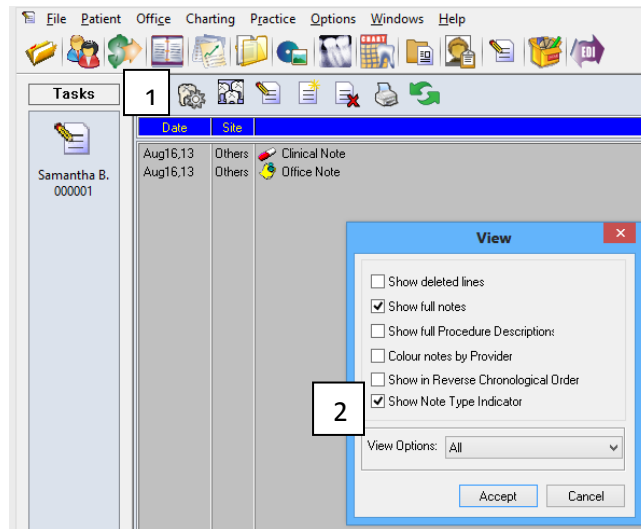 File Patient Office Charting Practice Options Windows Help
EDI
Tasks
1
Date Site
Samantha B.
000001
Aug16,13 Others Clinical Note
Aug16,13 Others Office Note
View
Show deleted lines
Show full notes
Show full Procedure Descriptions
Colour notes by Provider
Show in Reverse Chronological Order
Show Note Type Indicator
2
View Options: All
Accept Cancel